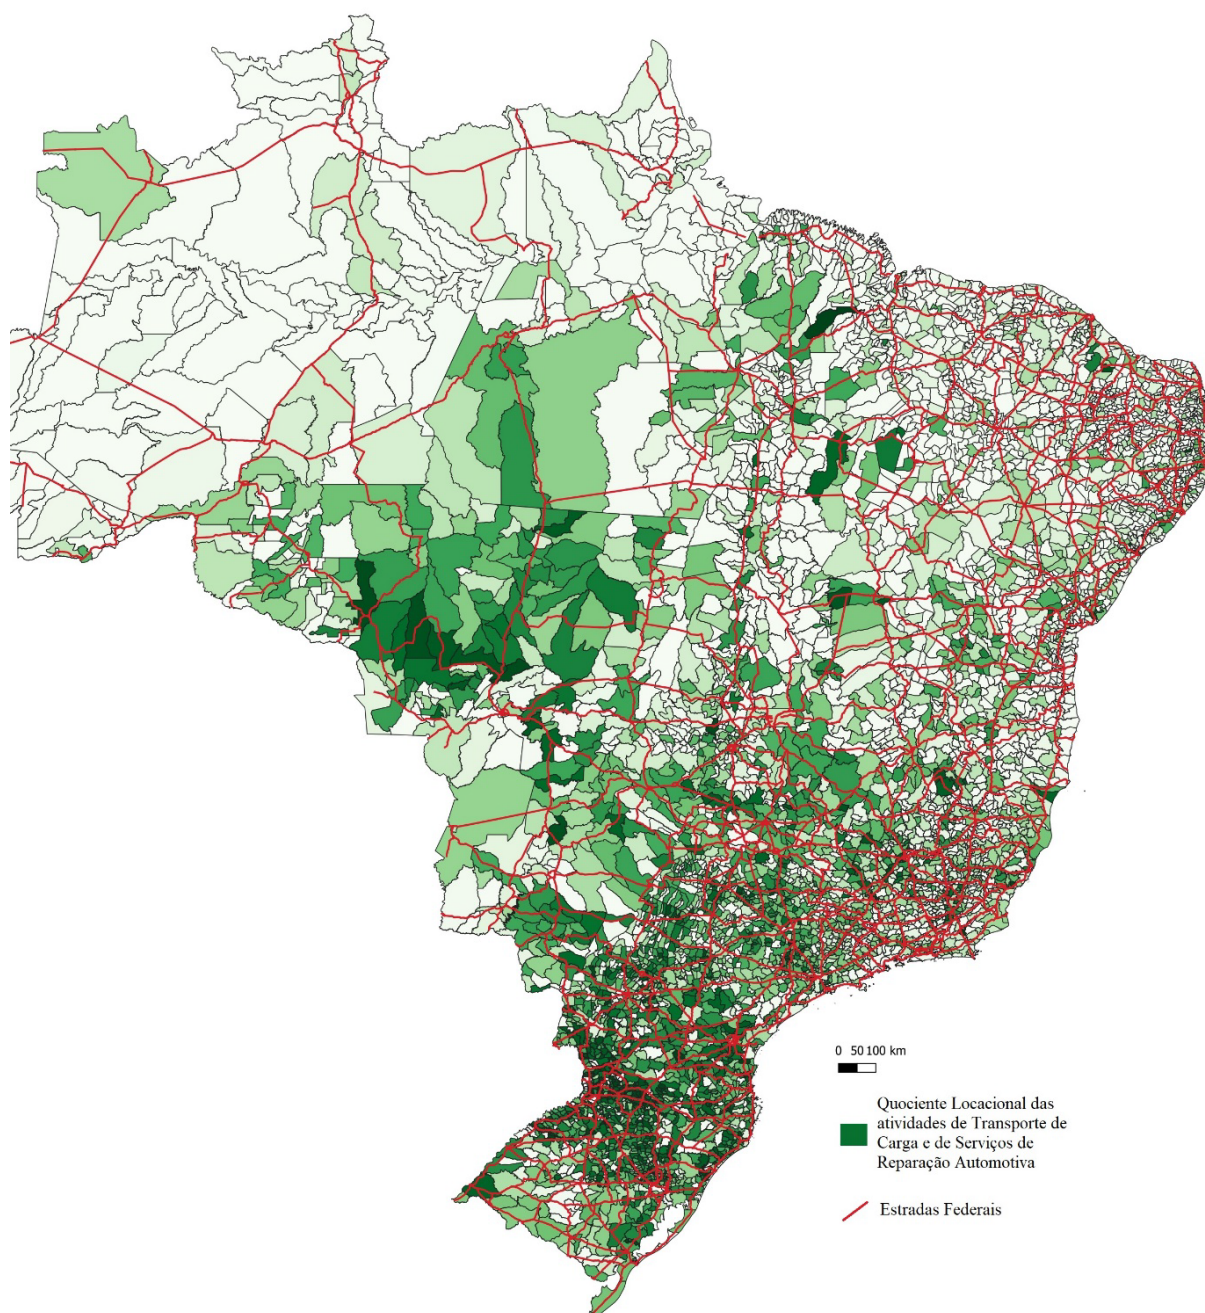 0 50 100 km
Quociente Locacional das
atividades de Transporte de
Carga e de Serviços de
Reparação Automotiva
Estradas Federais